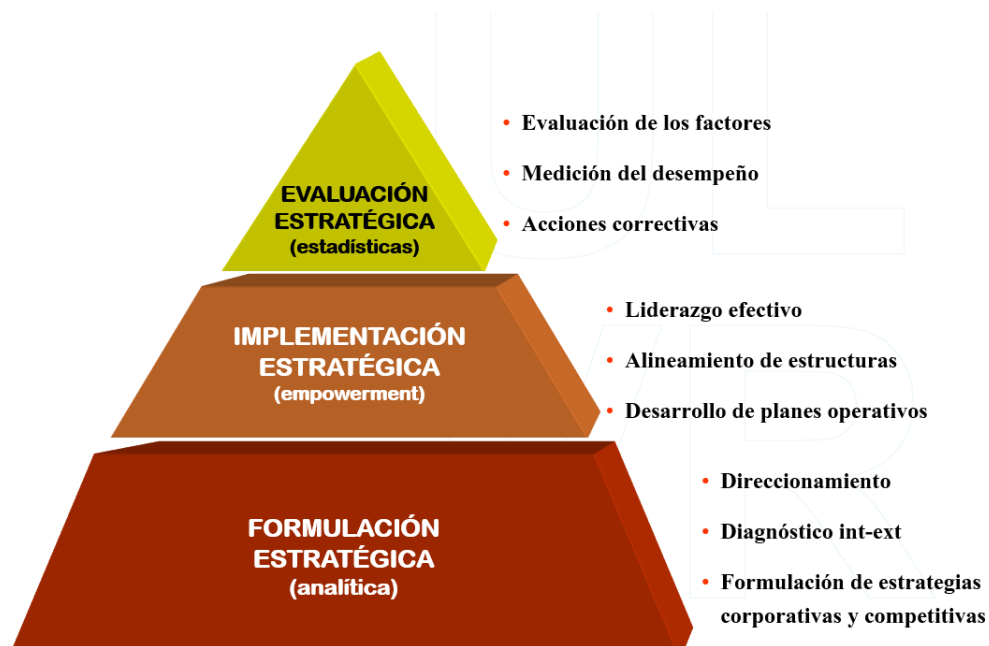 EVALUACIÓN
ESTRATÉGICA
(estadísticas)
• Evaluación de los factores
• Medición del desempeño
• Acciones correctivas
IMPLEMENTACIÓN
ESTRATÉGICA
(empowerment)
• Liderazgo efectivo
• Alineamiento de estructuras
• Desarrollo de planes operativos
FORMULACIÓN
ESTRATÉGICA
(analítica)
• Direccionamiento
• Diagnóstico int-ext
• Formulación de estrategias
corporativas y competitivas